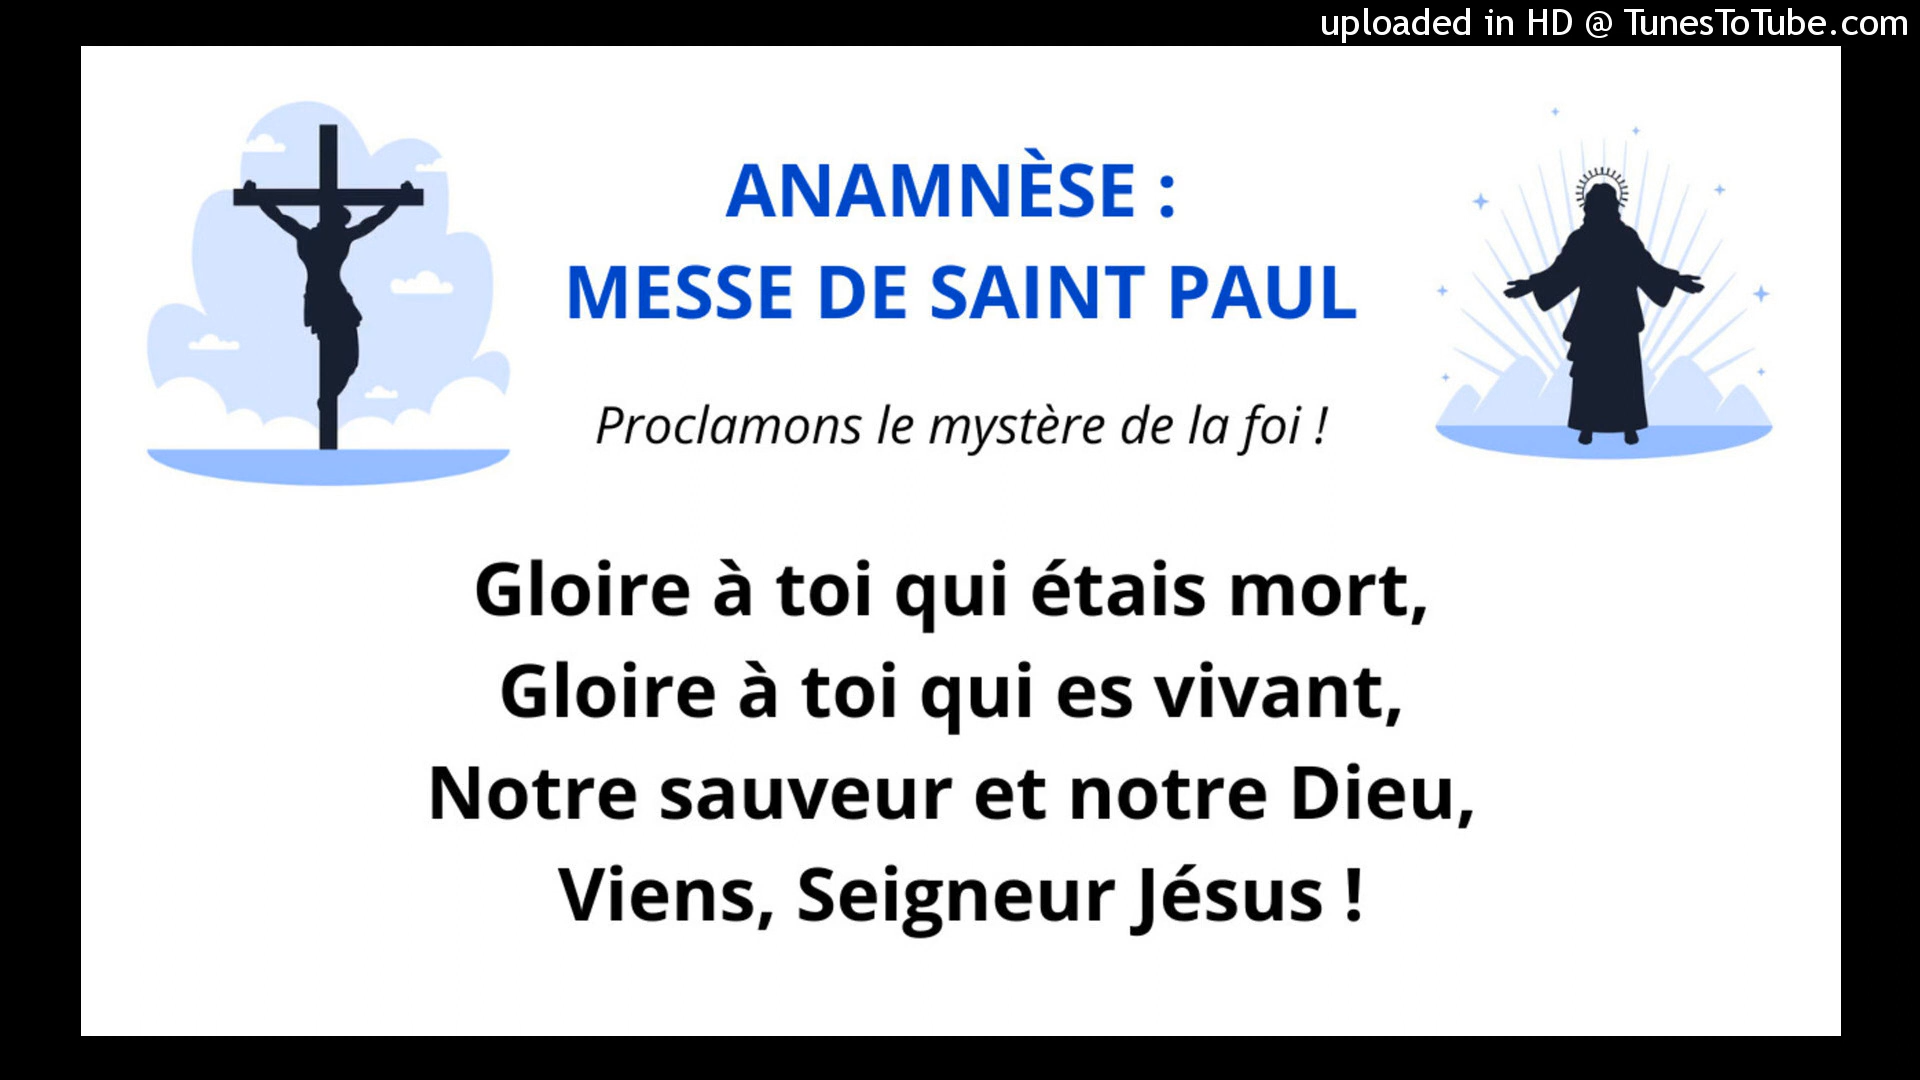 uploaded in HD @ TunesToTube.com
ANAMNÈSE :
MESSE DE SAINT PAUL
Proclamons le mystère de la foi !
Gloire à toi qui étais mort,
Gloire à toi qui es vivant,
Notre sauveur et notre Dieu,
Viens, Seigneur Jésus !